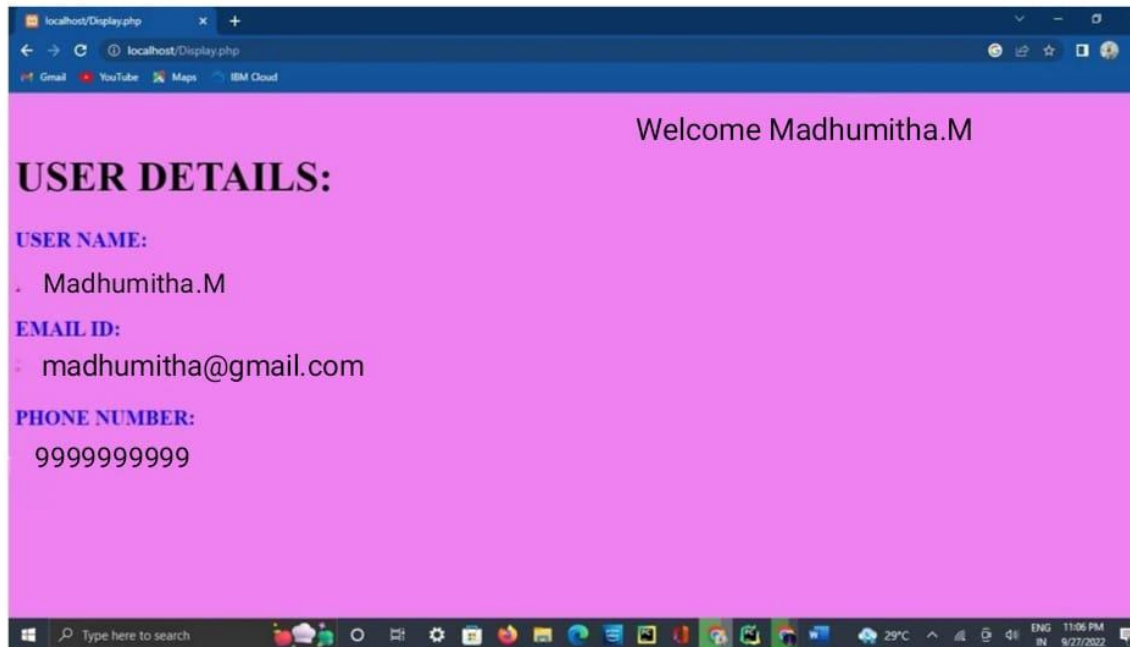 localhost/Display.php
localhost/Display.php
Gmail YouTube Maps IBM Cloud
Welcome Madhumitha.M
USER DETAILS:
USER NAME:
Madhumitha.M
EMAIL ID:
madhumitha@gmail.com
PHONE NUMBER:
9999999999
Type here to search 29°C ENG 11:06 PM
IN 9/27/2022